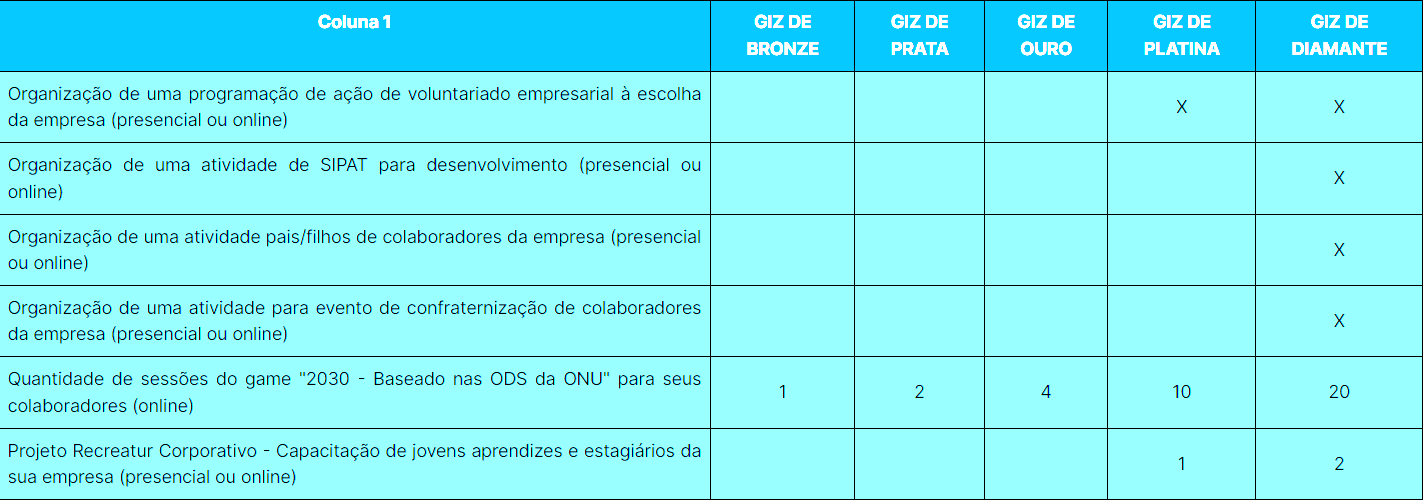 Coluna 1
GIZ DE
BRONZE
GIZ DE
PRATA
GIZ DE
OURO
GIZ DE
PLATINA
GIZ DE
DIAMANTE
Organização de uma programação de ação de voluntariado empresarial à escolha
da empresa (presencial ou online)
X
X
Organização de uma atividade de SIPAT para desenvolvimento (presencial ou
online)
X
Organização de uma atividade pais/filhos de colaboradores da empresa (presencial
ou online)
X
Organização de uma atividade para evento de confraternização de colaboradores
da empresa (presencial ou online)
X
Quantidade de sessões do game "2030 - Baseado nas ODS da ONU" para seus
colaboradores (online)
1
2
4
10
20
Projeto Recreatur Corporativo - Capacitação de jovens aprendizes e estagiários da
sua empresa (presencial ou online)
1
2